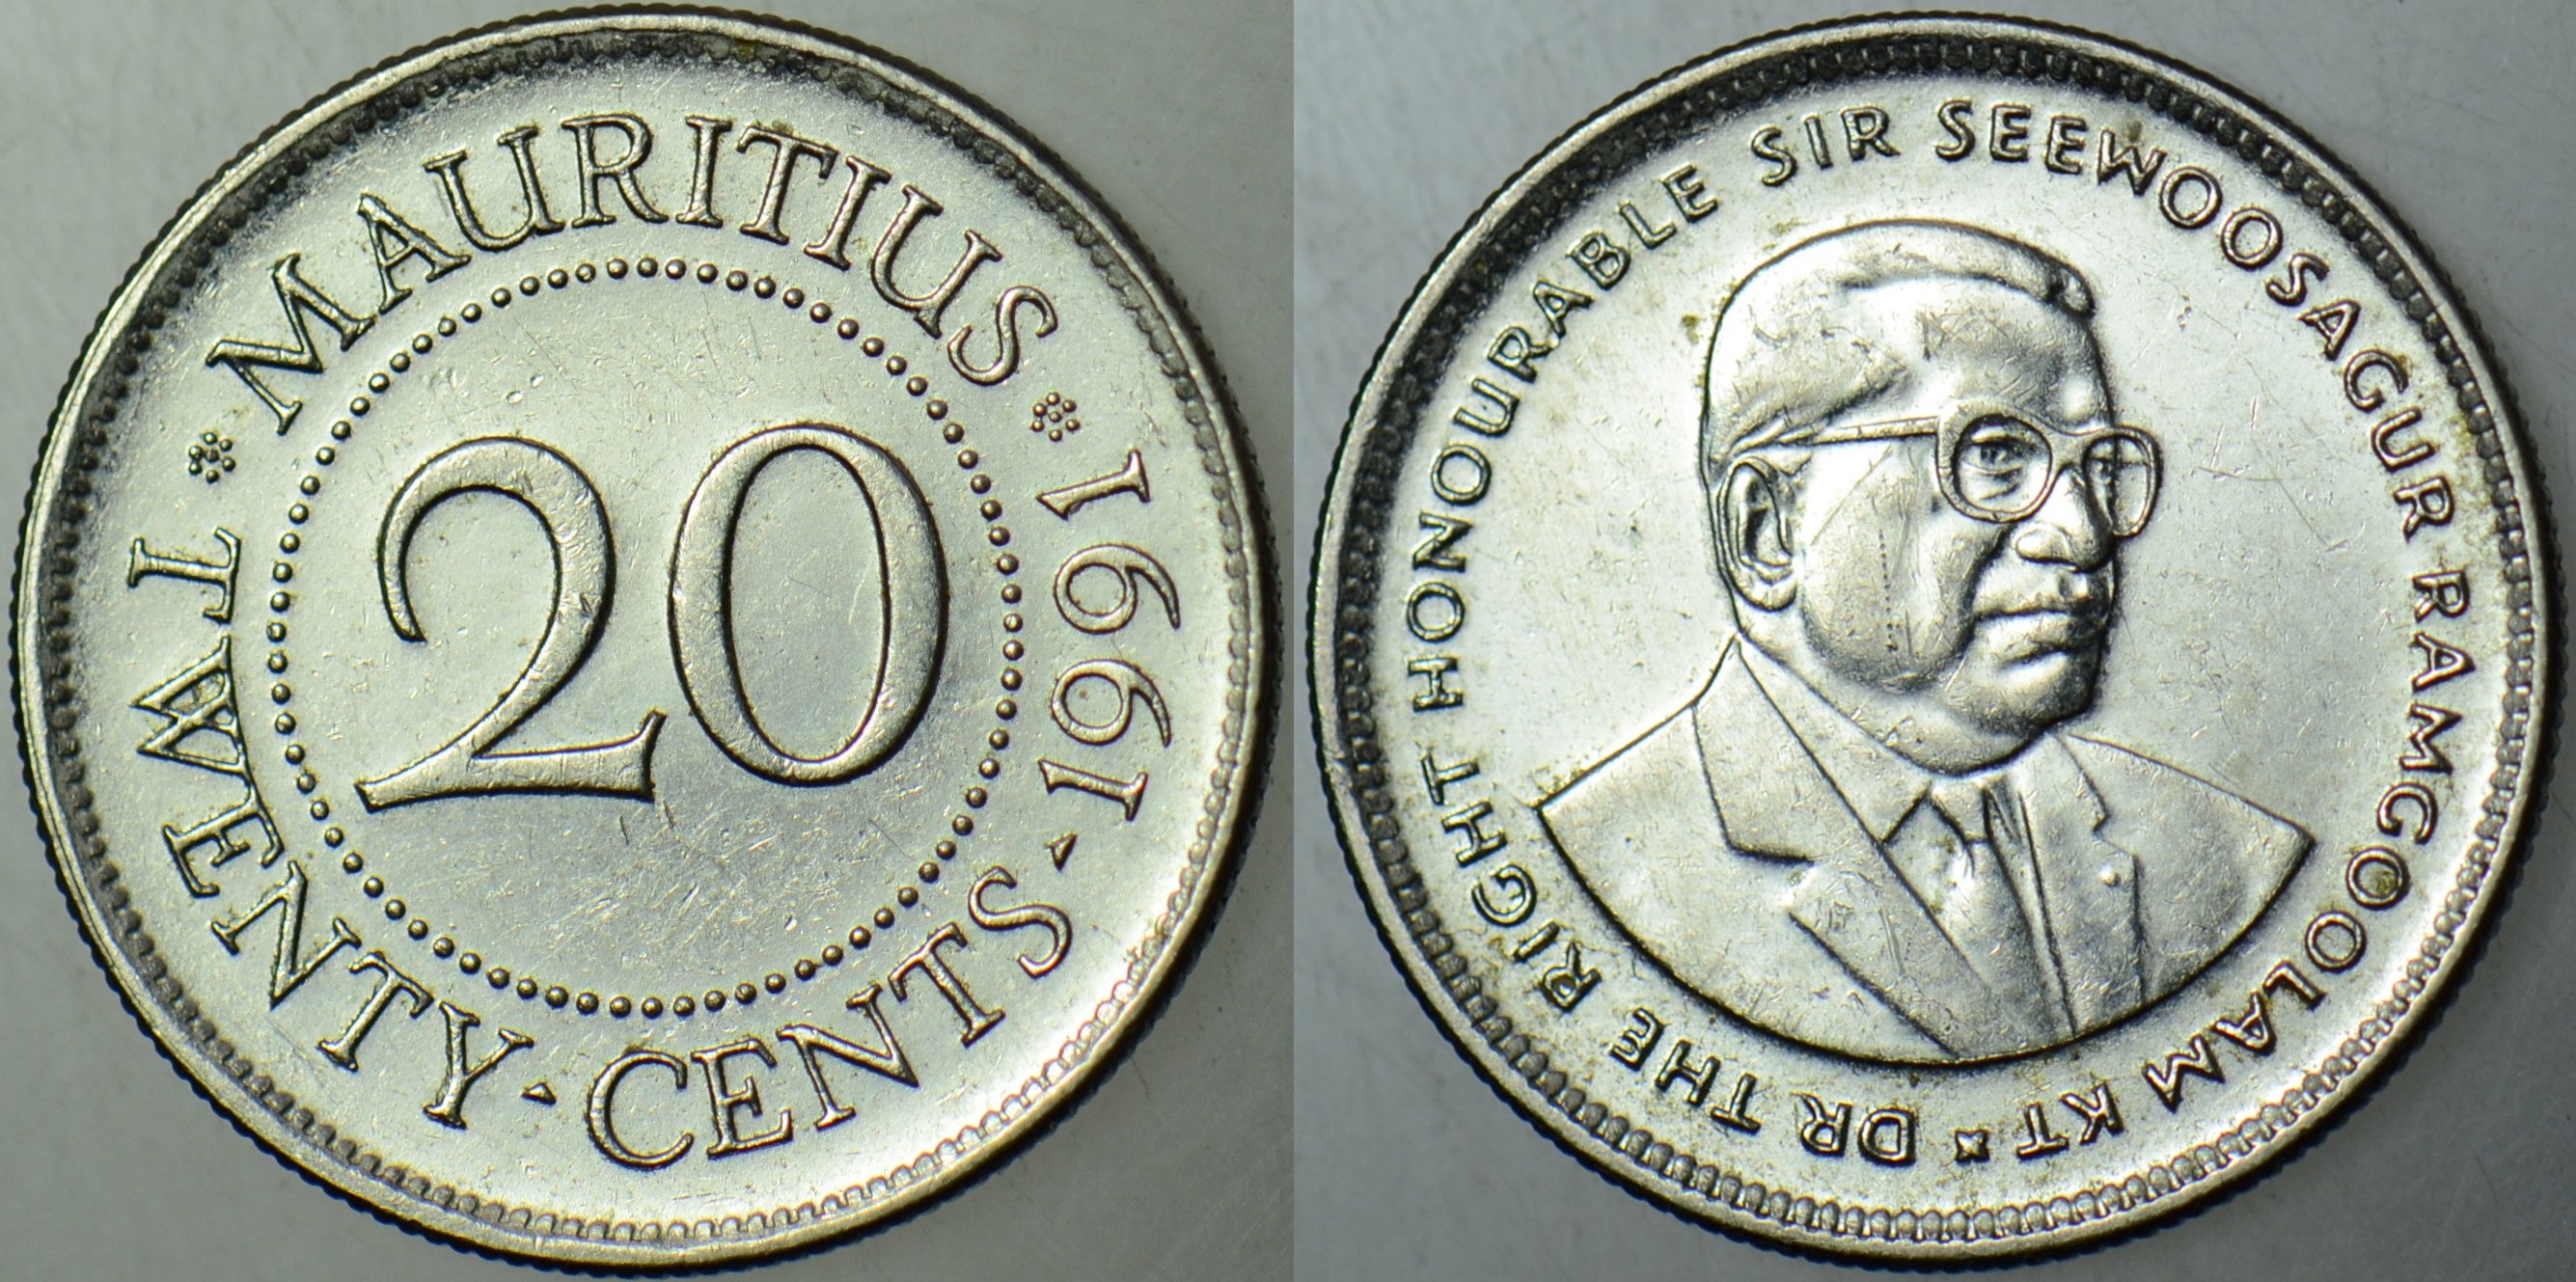 MAURITIUS
1991
TWENTY CENTS
20
DR THE RIGHT HONOURABLE SIR SEEWOOSAGUR RAMGOOLAM KT